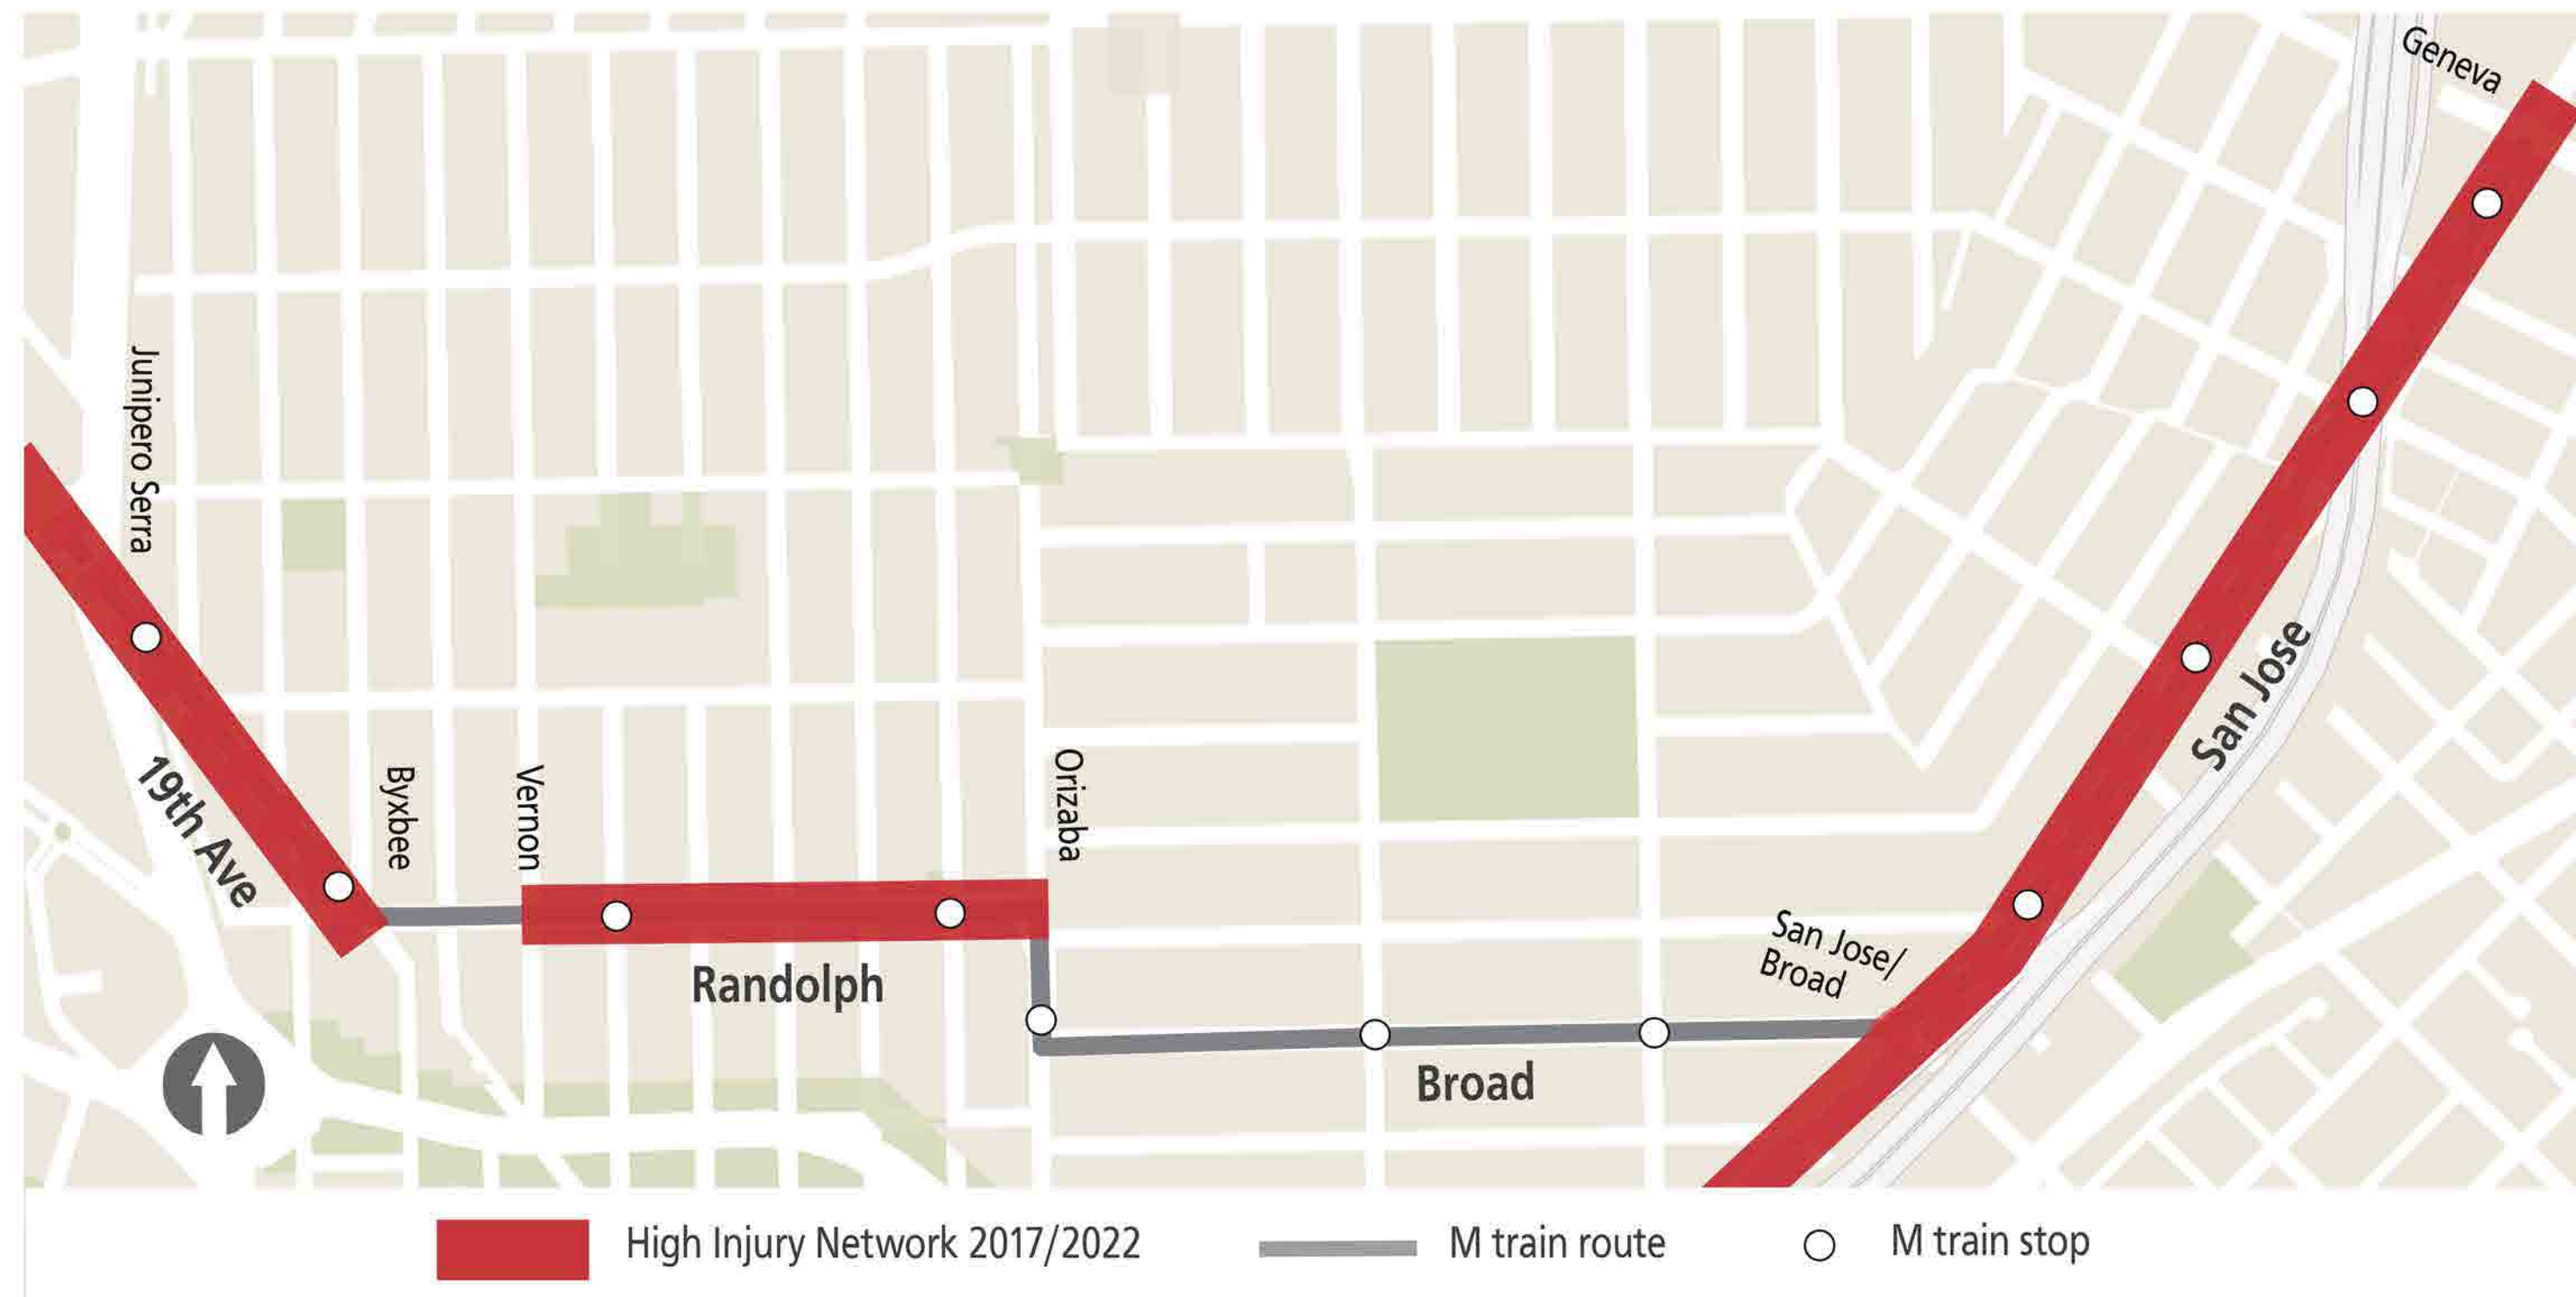 Geneva
Junipero Serra
San Jose
19th Ave
Byxbee
Vernon
Orizaba
San Jose/
Broad
Randolph
Broad
High Injury Network 2017/2022
M train route
M train stop